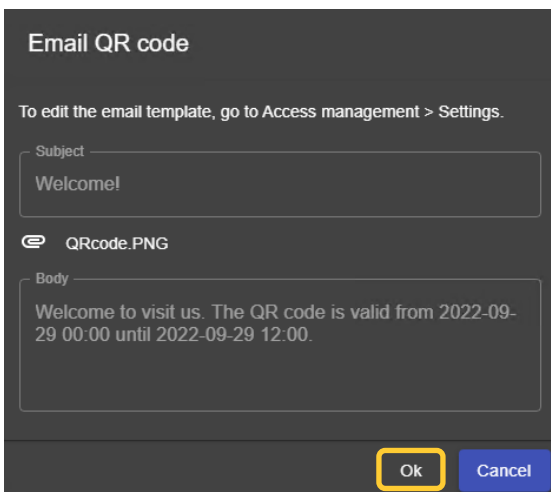 Email QR code
To edit the email template, go to Access management > Settings.
Subject
Welcome!
QRcode.PNG
Body
Welcome to visit us. The QR code is valid from 2022-09-
29 00:00 until 2022-09-29 12:00.
Ok Cancel